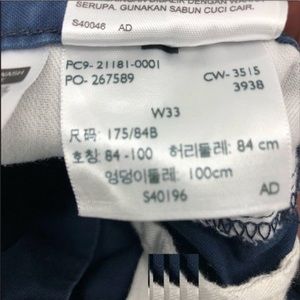 SERUPA. GUNAKAN SABUN CUCI CAIR.
S40046 AD
WASH
PC9-21181-0001
PO- 267589 CW-3515
3938
W33
尺码: 175/84B
호칭: 84 -100 허리둘레: 84 cm
엉덩이둘레: 100cm
S40196 AD